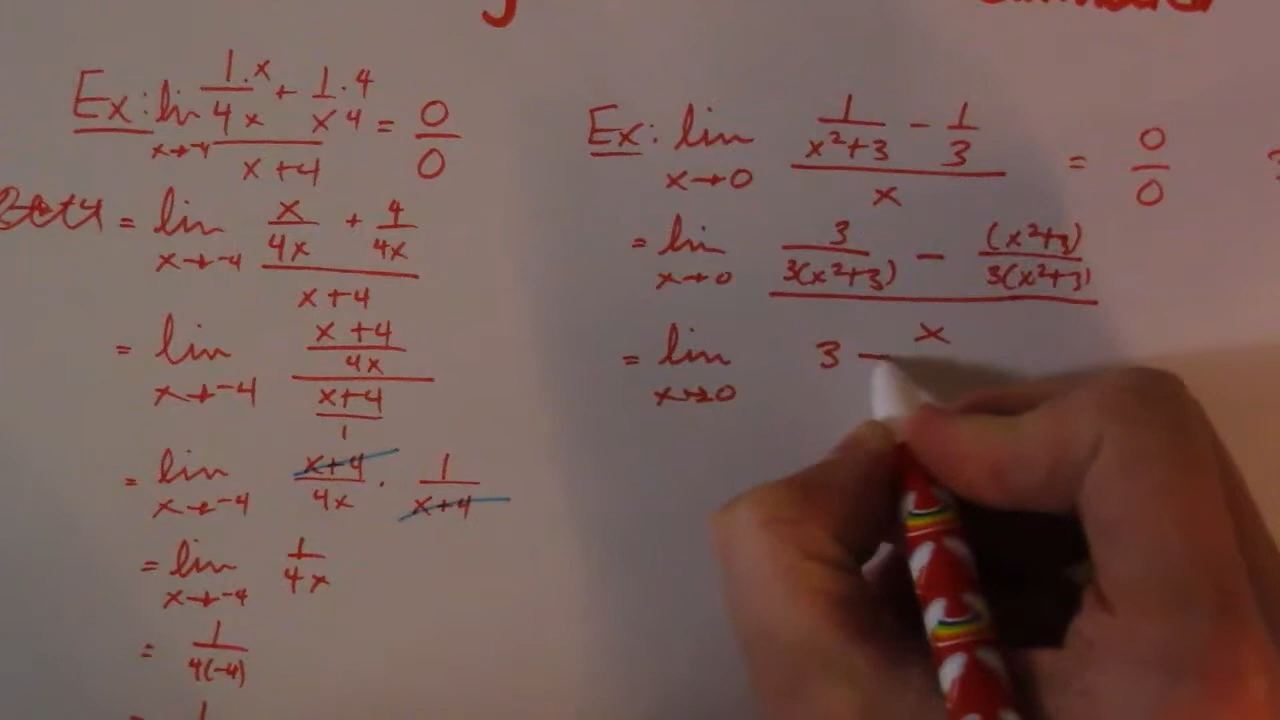 Ex: lim x→-4 (1·x/4x + 1·4/x4)/(x+4) = 0/0
= lim x→-4 (x/4x + 4/4x)/(x+4)
= lim x→-4 ((x+4)/4x)/((x+4)/1)
= lim x→-4 (x+4)/4x · 1/(x+4)
= lim x→-4 1/4x
= 1/4(-4)
Ex: lim x→0 (1/(x²+3) - 1/3)/x = 0/0 ?
= lim x→0 (3/3(x²+3) - (x²+3)/3(x²+3))/x
= lim x→0 3 -